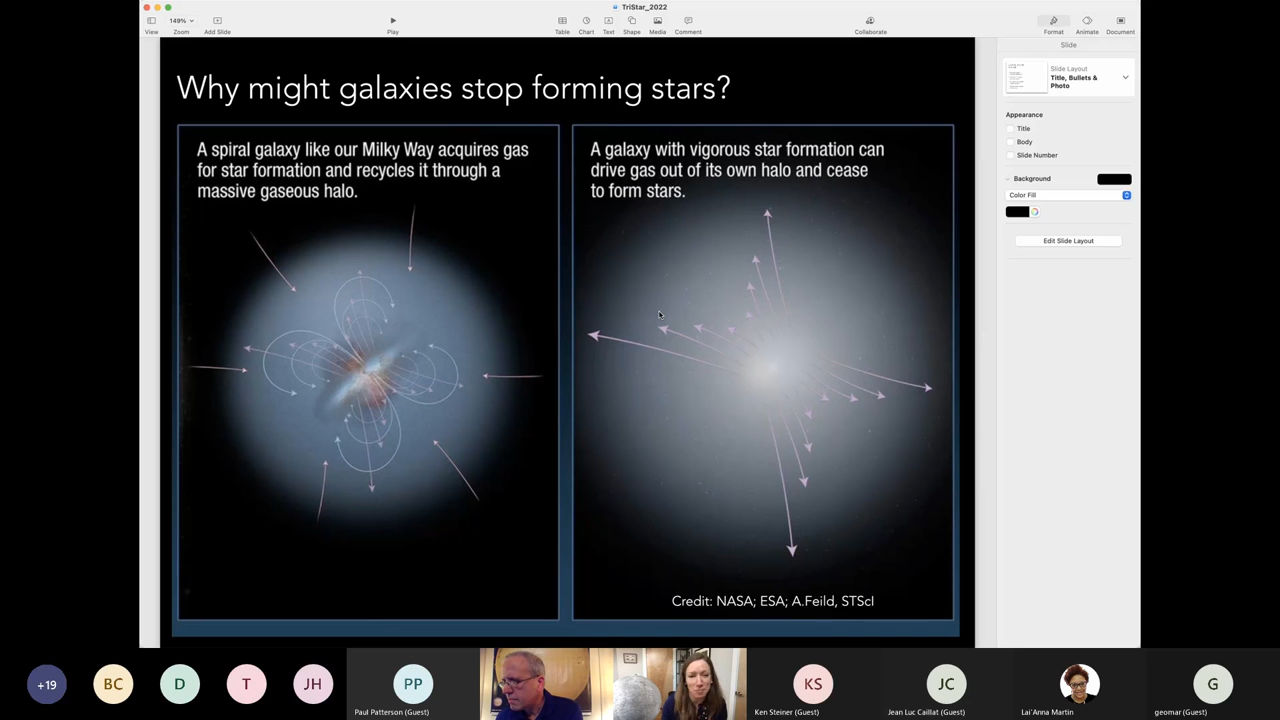 TriStar_2022
149%
View
Zoom
Add Slide
Play
Table
Chart
Text
Shape
Media
Comment
Collaborate
Format
Animate
Document
Slide
Slide Layout
Title, Bullets &
Photo
Appearance
Title
Body
Slide Number
Background
Color Fill
Edit Slide Layout
Why might galaxies stop forming stars?
A spiral galaxy like our Milky Way acquires gas
for star formation and recycles it through a
massive gaseous halo.
A galaxy with vigorous star formation can
drive gas out of its own halo and cease
to form stars.
Credit: NASA; ESA; A.Feild, STScI
+19
BC
D
T
JH
PP
Paul Patterson (Guest)
KS
Ken Steiner (Guest)
JC
Jean Luc Caillat (Guest)
Lai'Anna Martin
G
geomar (Guest)